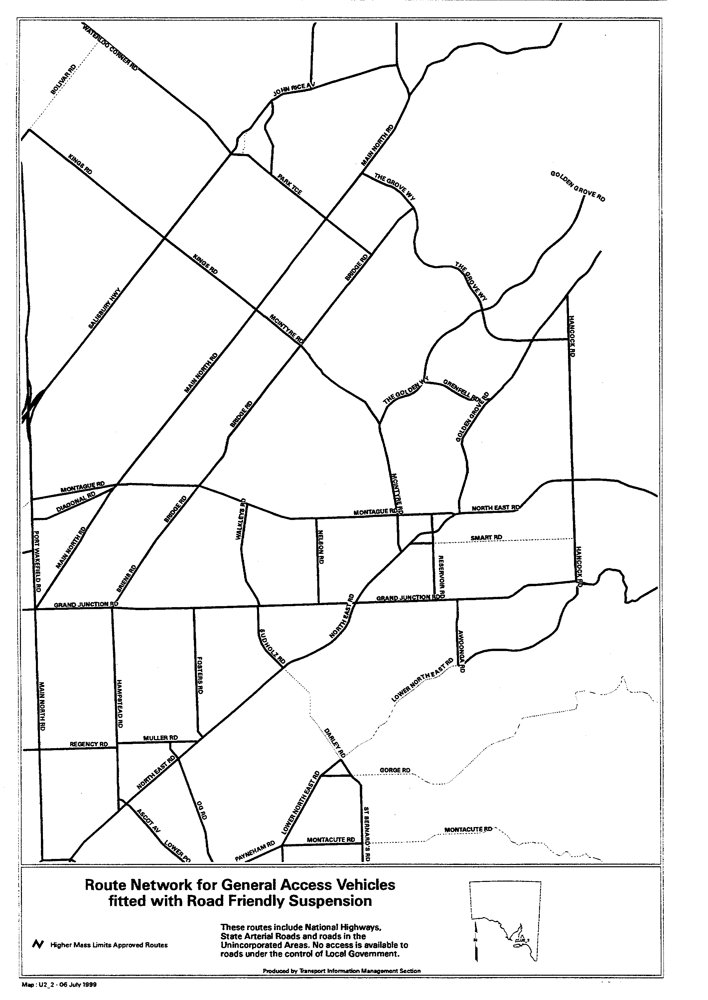 WATERLOO CORNER RD
BOLIVAR RD
JOHN RICE AV
MAIN NORTH RD
KINGS RD
THE GROVE WY
PARK TCE
GOLDEN GROVE RD
KINGS RD
BRIDGE RD
THE GROVE WY
SALISBURY HWY
MCINTYRE RD
HANCOCK RD
MAIN NORTH RD
THE GOLDEN WY
GRENFELL RD
BRIDGE RD
GOLDEN GROVE RD
MONTAGUE RD
DIAGONAL RD
BRIDGE RD
WALKLEYS RD
MCINTYRE RD
MONTAGUE RD
NORTH EAST RD
PORT WAKEFIELD RD
MAIN NORTH RD
NELSON RD
SMART RD
BRIENS RD
RESERVOIR RD
HANCOCK RD
GRAND JUNCTION RD
GRAND JUNCTION RD
NORTH EAST RD
SUDHOLZ RD
AWOONGA RD
FOSTERS RD
LOWER NORTH EAST RD
MAIN NORTH RD
HAMPSTEAD RD
DARLEY RD
MULLER RD
REGENCY RD
NORTH EAST RD
GORGE RD
LOWER NORTH EAST RD
OG RD
ASCOT AV
ST BERNARD'S RD
MONTACUTE RD
MONTACUTE RD
LOWER PO
PAYNEHAM RD
Route Network for General Access Vehicles
fitted with Road Friendly Suspension
These routes include National Highways,
State Arterial Roads and roads in the
Unincorporated Areas. No access is available to
roads under the control of Local Government.
Higher Mass Limits Approved Routes
Produced by Transport Information Management Section
Map : U2_2 - 06 July 1999